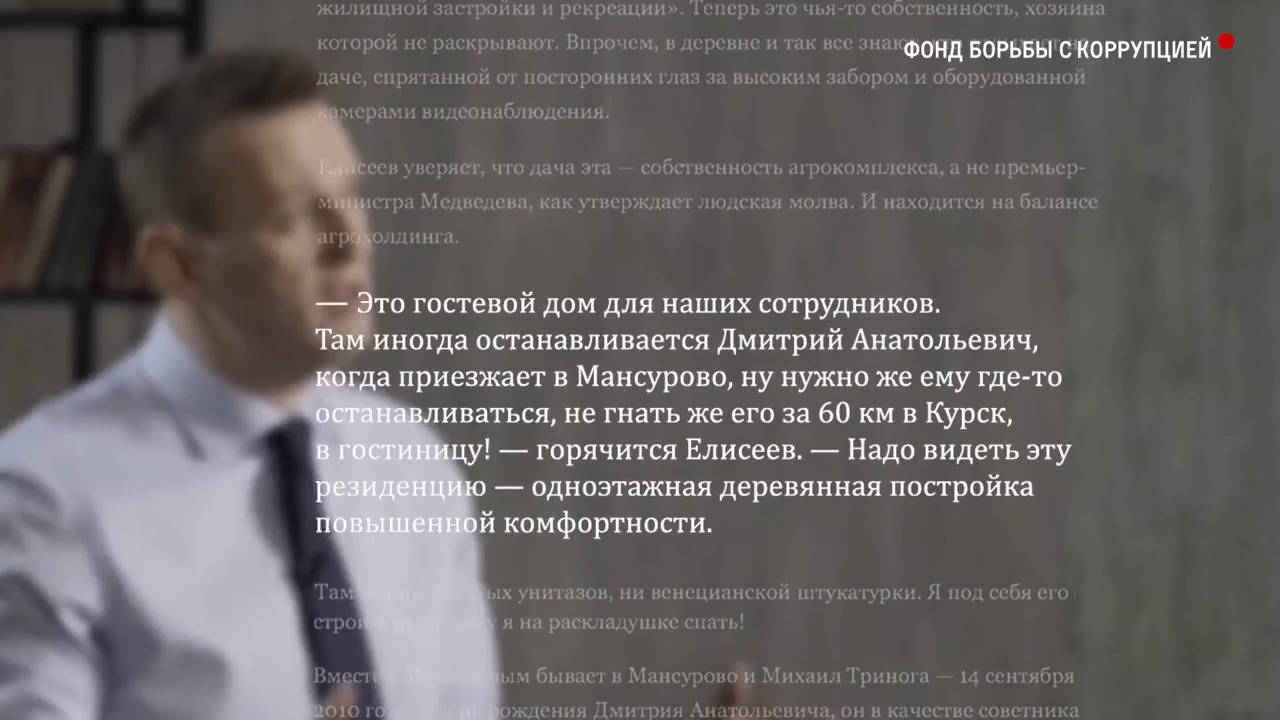 жилищной застройки и рекреации». Теперь это чья-то собственность, хозяина
ФОНД БОРЬБЫ С КОРРУПЦИЕЙ
которой не раскрывают. Впрочем, в деревне и так все
даче, спрятанной от посторонних глаз за высоким забором и оборудованной
камерами видеонаблюдения.
Елисеев уверяет, что дача эта — собственность агрокомплекса, а не премьер-
министра Медведева, как утверждает людская молва. И находится на балансе
агрохолдинга.
— Это гостевой дом для наших сотрудников.
Там иногда останавливается Дмитрий Анатольевич,
когда приезжает в Мансурово, ну нужно же ему где-то
останавливаться, не гнать же его за 60 км в Курск,
в гостиницу! — горячится Елисеев. — Надо видеть эту
резиденцию — одноэтажная деревянная постройка
повышенной комфортности.
Там унитазов, ни венецианской штукатурки. Я под себя его
я на раскладушке спать!
бывает в Мансурово и Михаил Тринога — 14 сентября
2010 рождения Дмитрия Анатольевича, он в качестве советника